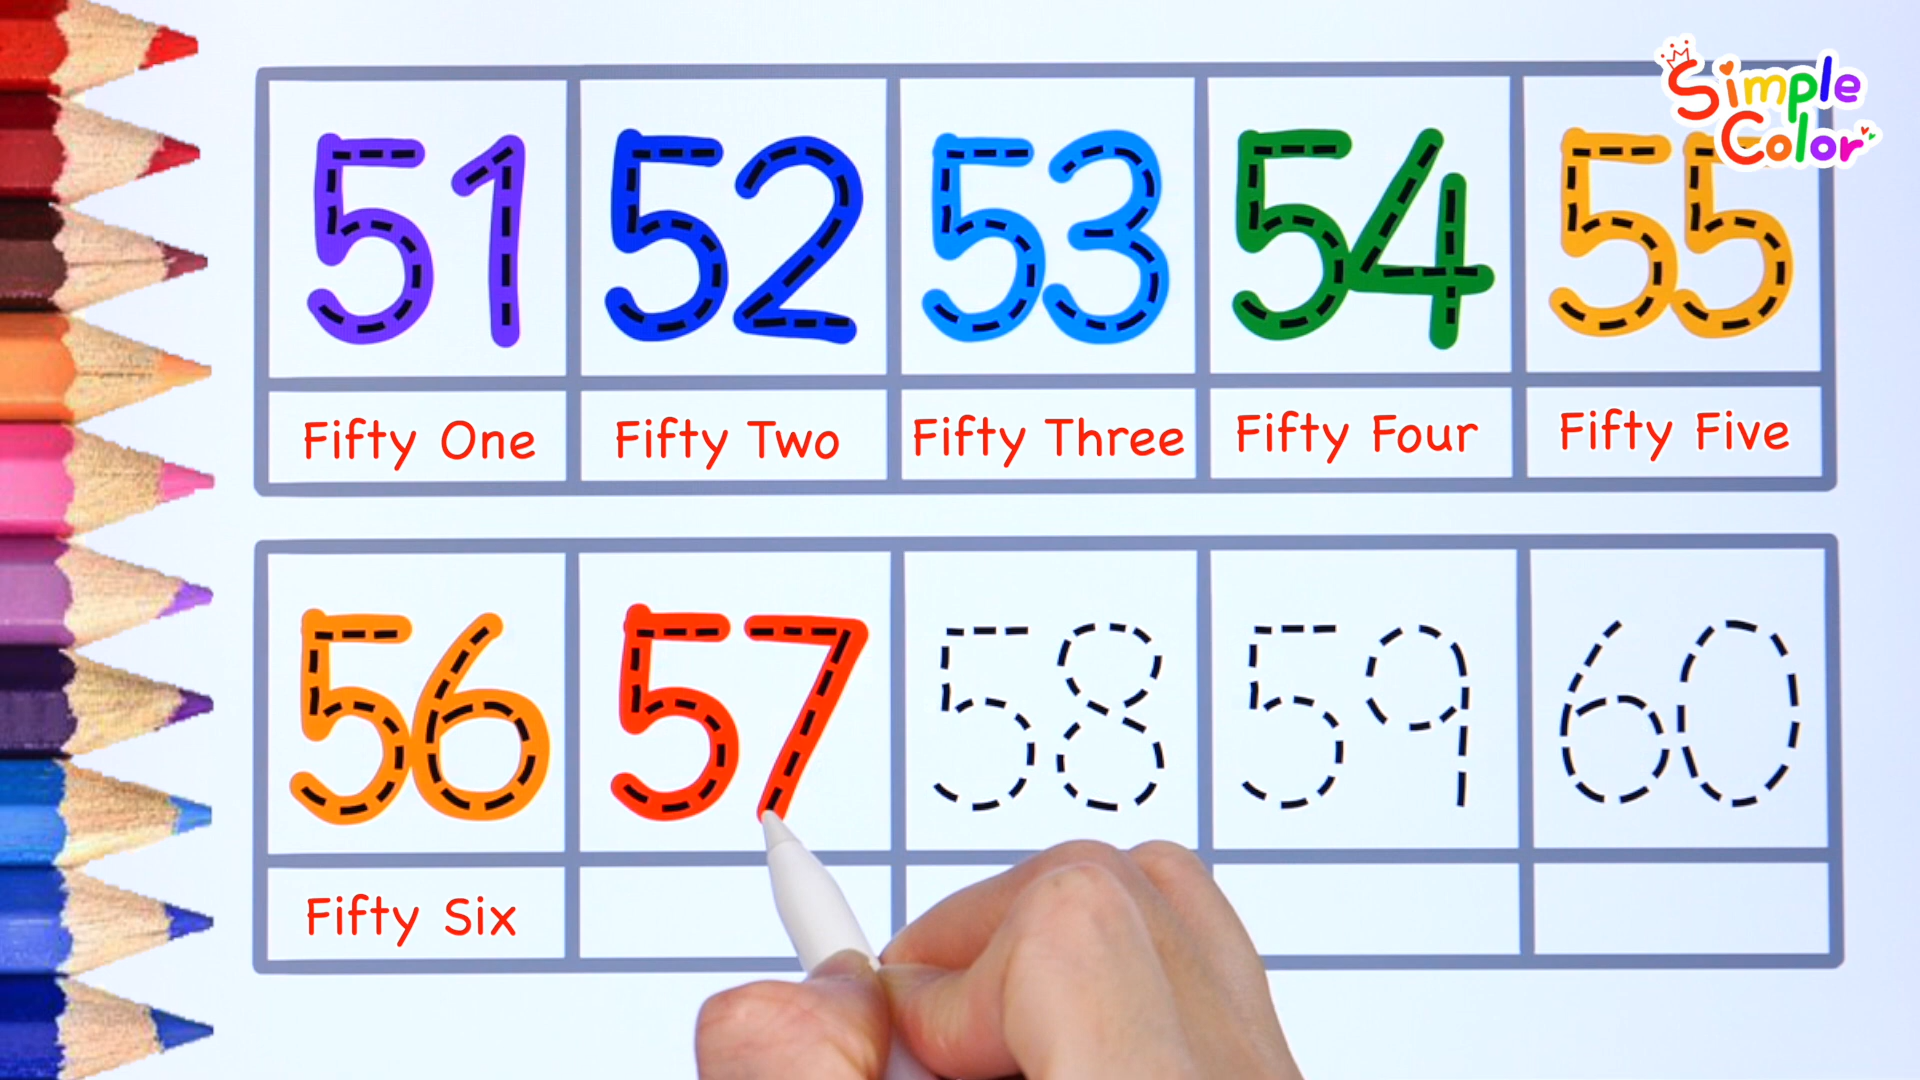 Simple
Color
51 52 53 54 55
Fifty One Fifty Two Fifty Three Fifty Four Fifty Five
56 57 58 59 60
Fifty Six